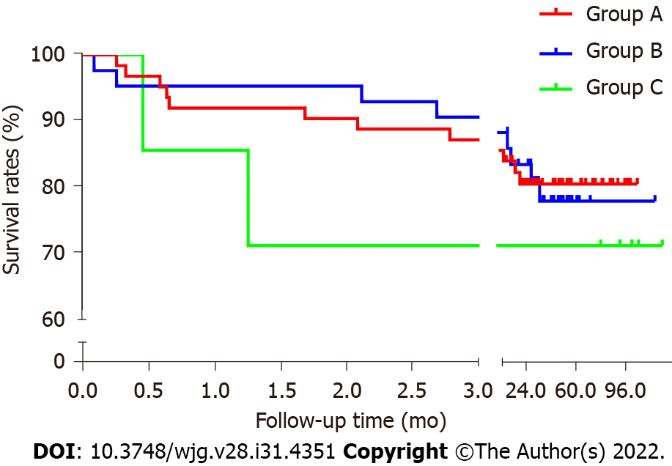 Group A
Group B
Group C
Survival rates (%)
100
90
80
70
60
0
0.0 0.5 1.0 1.5 2.0 2.5 3.0 24.0 60.0 96.0
Follow-up time (mo)
DOI: 10.3748/wjg.v28.i31.4351 Copyright ©The Author(s) 2022.